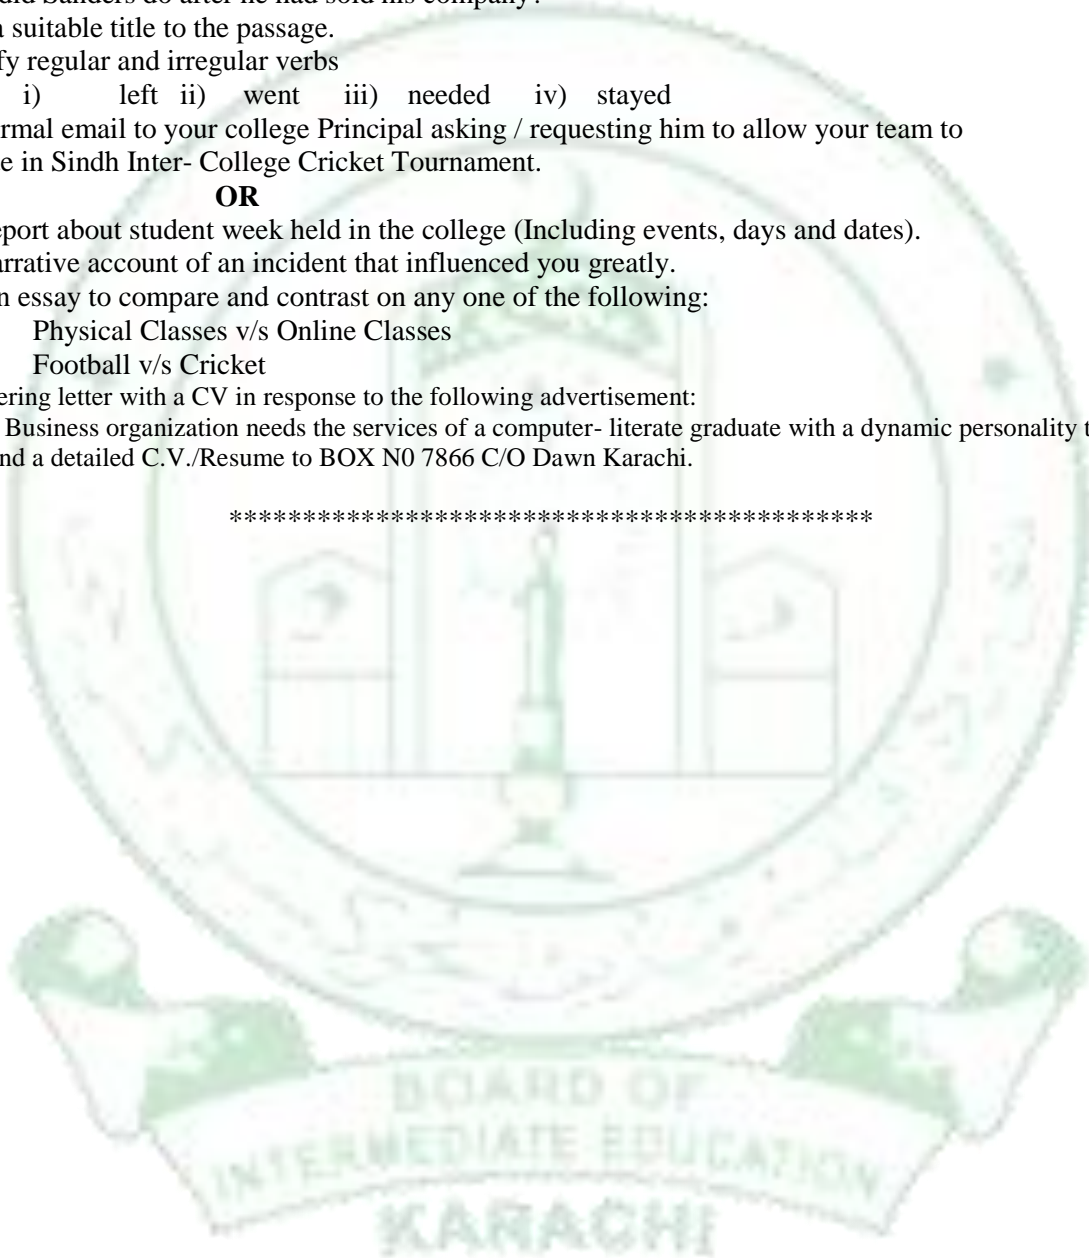 did Sanders do after he had sold his company?
a suitable title to the passage.
fy regular and irregular verbs
i) left ii) went iii) needed iv) stayed
rmal email to your college Principal asking / requesting him to allow your team to
e in Sindh Inter- College Cricket Tournament.
OR
eport about student week held in the college (Including events, days and dates).
arrative account of an incident that influenced you greatly.
n essay to compare and contrast on any one of the following:
Physical Classes v/s Online Classes
Football v/s Cricket
ering letter with a CV in response to the following advertisement:
Business organization needs the services of a computer- literate graduate with a dynamic personality t
nd a detailed C.V./Resume to BOX N0 7866 C/O Dawn Karachi.
********************************************
BOARD OF
INTERMEDIATE EDUCATION
KARACHI